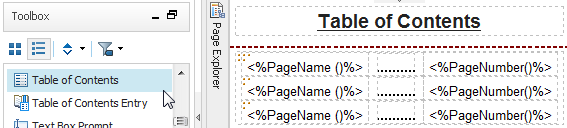 Toolbox
Table of Contents
Table of Contents Entry
Text Box Prompt
Page Explorer
Table of Contents
<%PageName ()%> .......... <%PageNumber()%>
<%PageName ()%> .......... <%PageNumber()%>
<%PageName ()%> .......... <%PageNumber()%>